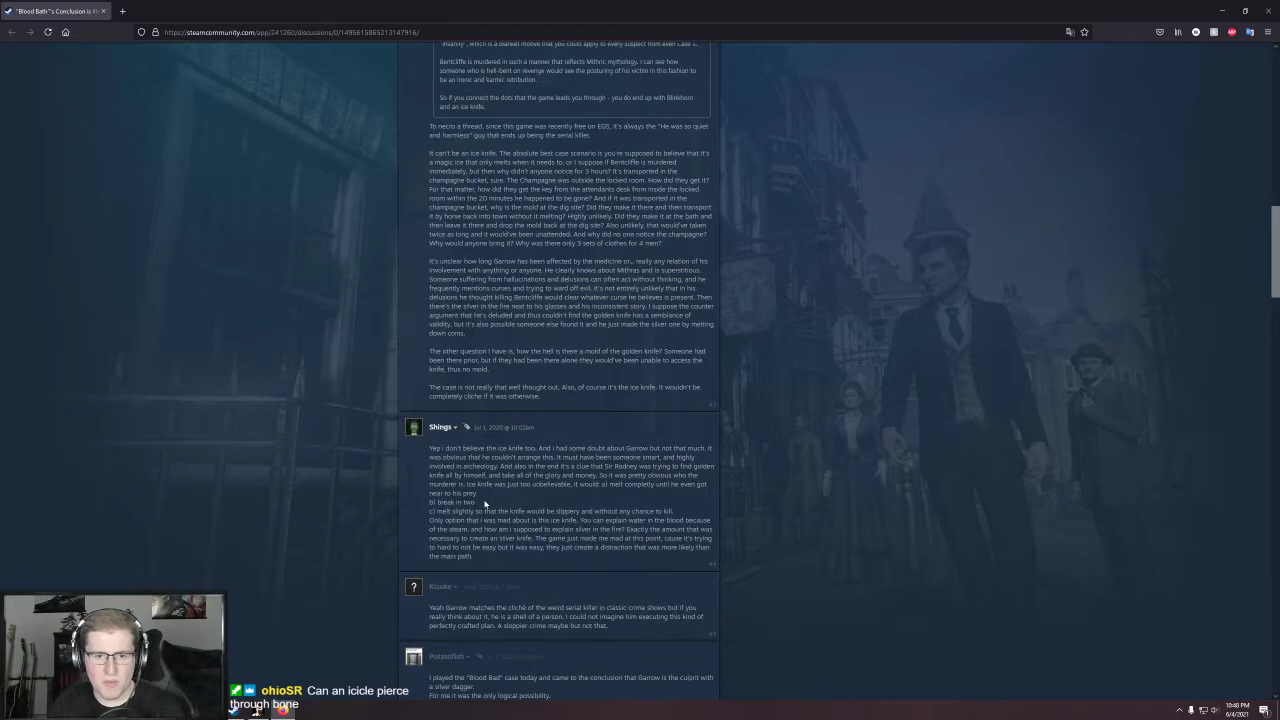 "Blood Bath"'s Conclusion is Ri
https://steamcommunity.com/app/241260/discussions/0/1495615865213147916/
"insanity", which is a blanket motive that you could apply to every suspect from even Case 1.
Bentcliffe is murdered in such a manner that reflects Mithric mythology. I can see how
someone who is hell-bent on revenge would see the posturing of his victim in this fashion to
be an ironic and karmic retribution.
So if you connect the dots that the game leads you through - you do end up with Blinkhorn
and an ice knife.
To necro a thread, since this game was recently free on EGS, it's always the "He was so quiet
and harmless" guy that ends up being the serial killer.
It can't be an ice knife. The absolute best case scenario is you're supposed to believe that it's
a magic ice that only melts when it needs to, or I suppose if Bentcliffe is murdered
immediately, but then why didn't anyone notice for 3 hours? It's transported in the
champagne bucket, sure. The Champagne was outside the locked room. How did they get it?
For that matter, how did they get the key from the attendants desk from inside the locked
room within the 20 minutes he happened to be gone? And if it was transported in the
champagne bucket, why is the mold at the dig site? Did they make it there and then transport
it by horse back into town without it melting? Highly unlikely. Did they make it at the bath and
then leave it there and drop the mold back at the dig site? Also unlikely, that would've taken
twice as long and it would've been unattended. And why did no one notice the champagne?
Why would anyone bring it? Why was there only 3 sets of clothes for 4 men?
It's unclear how long Garrow has been affected by the medicine or... really any relation of his
involvement with anything or anyone. He clearly knows about Mithras and is superstitious.
Someone suffering from hallucinations and delusions can often act without thinking, and he
frequently mentions curses and trying to ward off evil. It's not entirely unlikely that in his
delusions he thought killing Bentcliffe would clear whatever curse he believes is present. Then
there's the silver in the fire next to his glasses and his inconsistent story. I suppose the counter
argument that he's deluded and thus couldn't find the golden knife has a semblance of
validity, but it's also possible someone else found it and he just made the silver one by melting
down coins.
The other question I have is, how the hell is there a mold of the golden knife? Someone had
been there prior, but if they had been there alone they would've been unable to access the
knife, thus no mold.
The case is not really that well thought out. Also, of course it's the ice knife. It wouldn't be
completely cliche if it was otherwise.
#3
Shings
Jul 1, 2020 @ 10:02am
Yep i don't believe the ice knife too. And i had some doubt about Garrow but not that much. It
was obvious that he couldn't arrange this. It must have been someone smart, and highly
involved in archeology. And also in the end it's a clue that Sir Rodney was trying to find golden
knife all by himself, and take all of the glory and money. So it was pretty obvious who the
murderer is. Ice knife was just too unbelievable, it would: a) melt completly until he even got
near to his prey
b) break in two
c) melt slightly so that the knife would be slippery and without any chance to kill.
Only option that i was mad about is this ice knife. You can explain water in the blood because
of the steam, and how am i supposed to explain silver in the fire? Exactly the amount that was
necessary to create an silver knife. The game just made me mad at this point, cause it's trying
to hard to not be easy but it was easy, they just create a distraction that was more likely than
the main path.
#4
?
Kisuke
Yeah Garrow matches the cliché of the weird serial killer in classic crime shows but if you
really think about it, he is a shell of a person. I could not imagine him executing this kind of
perfectly crafted plan. A sloppier crime maybe but not that.
#5
Potatofish
I played the "Blood Bad" case today and came to the conclusion that Garrow is the culprit with
a silver dagger.
For me it was the only logical possibility.
ohioSR Can an icicle pierce
through bone
10:48 PM
6/4/2021